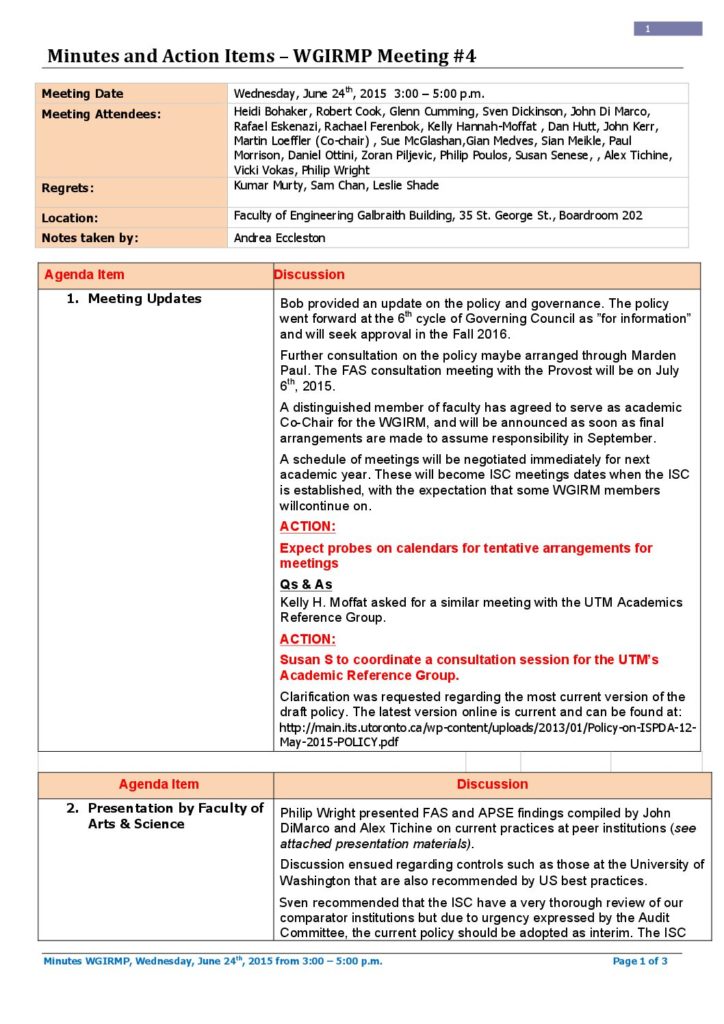 1
Minutes and Action Items – WGIRMP Meeting #4
Meeting Date
Wednesday, June 24th, 2015  3:00 – 5:00 p.m.
Meeting Attendees:
Heidi Bohaker, Robert Cook, Glenn Cumming, Sven Dickinson, John Di Marco,
Rafael Eskenazi, Rachael Ferenbok, Kelly Hannah-Moffat , Dan Hutt, John Kerr,
Martin Loeffler (Co-chair) , Sue McGlashan,Gian Medves, Sian Meikle, Paul
Morrison, Daniel Ottini, Zoran Piljevic, Philip Poulos, Susan Senese, , Alex Tichine,
Vicki Vokas, Philip Wright
Regrets:
Kumar Murty, Sam Chan, Leslie Shade
Location:
Faculty of Engineering Galbraith Building, 35 St. George St., Boardroom 202
Notes taken by:
Andrea Eccleston
Agenda Item
Discussion
1. Meeting Updates
Bob provided an update on the policy and governance. The policy
went forward at the 6th cycle of Governing Council as ”for information”
and will seek approval in the Fall 2016.
Further consultation on the policy maybe arranged through Marden
Paul. The FAS consultation meeting with the Provost will be on July
6th, 2015.
A distinguished member of faculty has agreed to serve as academic
Co-Chair for the WGIRM, and will be announced as soon as final
arrangements are made to assume responsibility in September.
A schedule of meetings will be negotiated immediately for next
academic year. These will become ISC meetings dates when the ISC
is established, with the expectation that some WGIRM members
willcontinue on.
ACTION:
Expect probes on calendars for tentative arrangements for
meetings
Qs & As
Kelly H. Moffat asked for a similar meeting with the UTM Academics
Reference Group.
ACTION:
Susan S to coordinate a consultation session for the UTM’s
Academic Reference Group.
Clarification was requested regarding the most current version of the
draft policy. The latest version online is current and can be found at:
http://main.its.utoronto.ca/wp-content/uploads/2013/01/Policy-on-ISPDA-12-
May-2015-POLICY.pdf
Agenda Item
Discussion
2. Presentation by Faculty of
Arts & Science
Philip Wright presented FAS and APSE findings compiled by John
DiMarco and Alex Tichine on current practices at peer institutions (see
attached presentation materials).
Discussion ensued regarding controls such as those at the University of
Washington that are also recommended by US best practices.
Sven recommended that the ISC have a very thorough review of our
comparator institutions but due to urgency expressed by the Audit
Committee, the current policy should be adopted as interim. The ISC
Minutes WGIRMP, Wednesday, June 24th, 2015 from 3:00 – 5:00 p.m.
Page 1 of 3